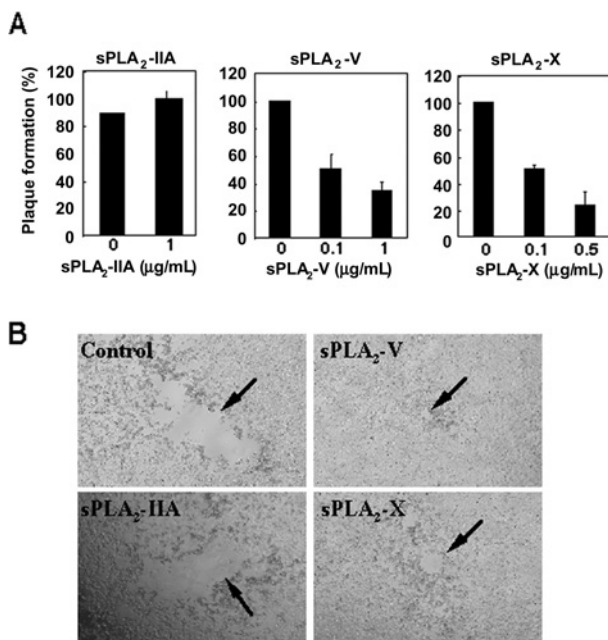 A
sPLA₂-IIA
sPLA₂-V
sPLA₂-X
Plaque formation (%)
120
100
80
60
40
20
0
0 1
sPLA₂-IIA (µg/mL)
120
100
80
60
40
20
0 0.1 1
sPLA₂-V (µg/mL)
120
100
80
60
40
20
0 0.1 0.5
sPLA₂-X (µg/mL)
B
Control
sPLA₂-V
sPLA₂-IIA
sPLA₂-X